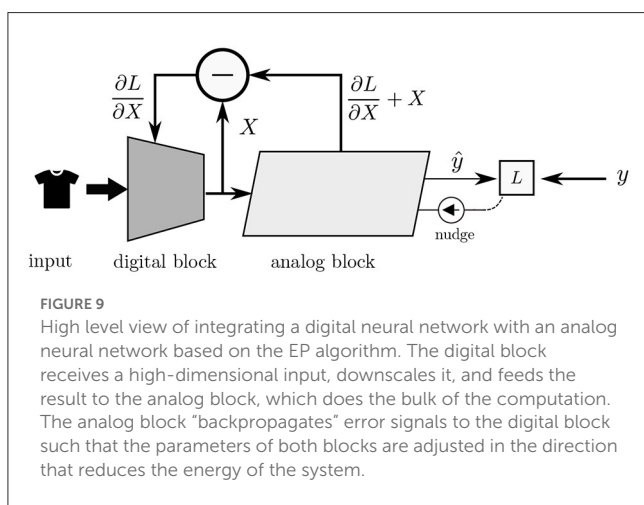 ∂L/∂X
−
X
∂L/∂X + X
ŷ
L
y
nudge
input
digital block
analog block
FIGURE 9
High level view of integrating a digital neural network with an analog
neural network based on the EP algorithm. The digital block
receives a high-dimensional input, downscales it, and feeds the
result to the analog block, which does the bulk of the computation.
The analog block “backpropagates” error signals to the digital block
such that the parameters of both blocks are adjusted in the direction
that reduces the energy of the system.